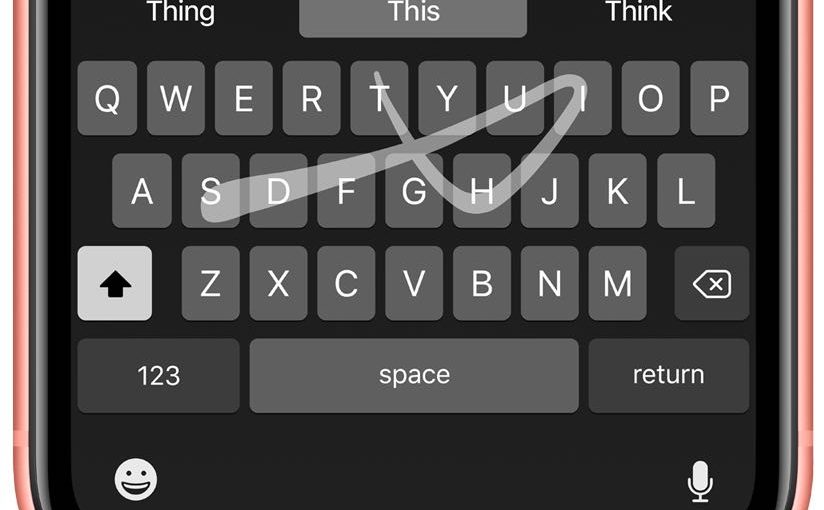 Thing This Think
Q W E R T Y U I O P
A S D F G H J K L
Z X C V B N M
123 space return